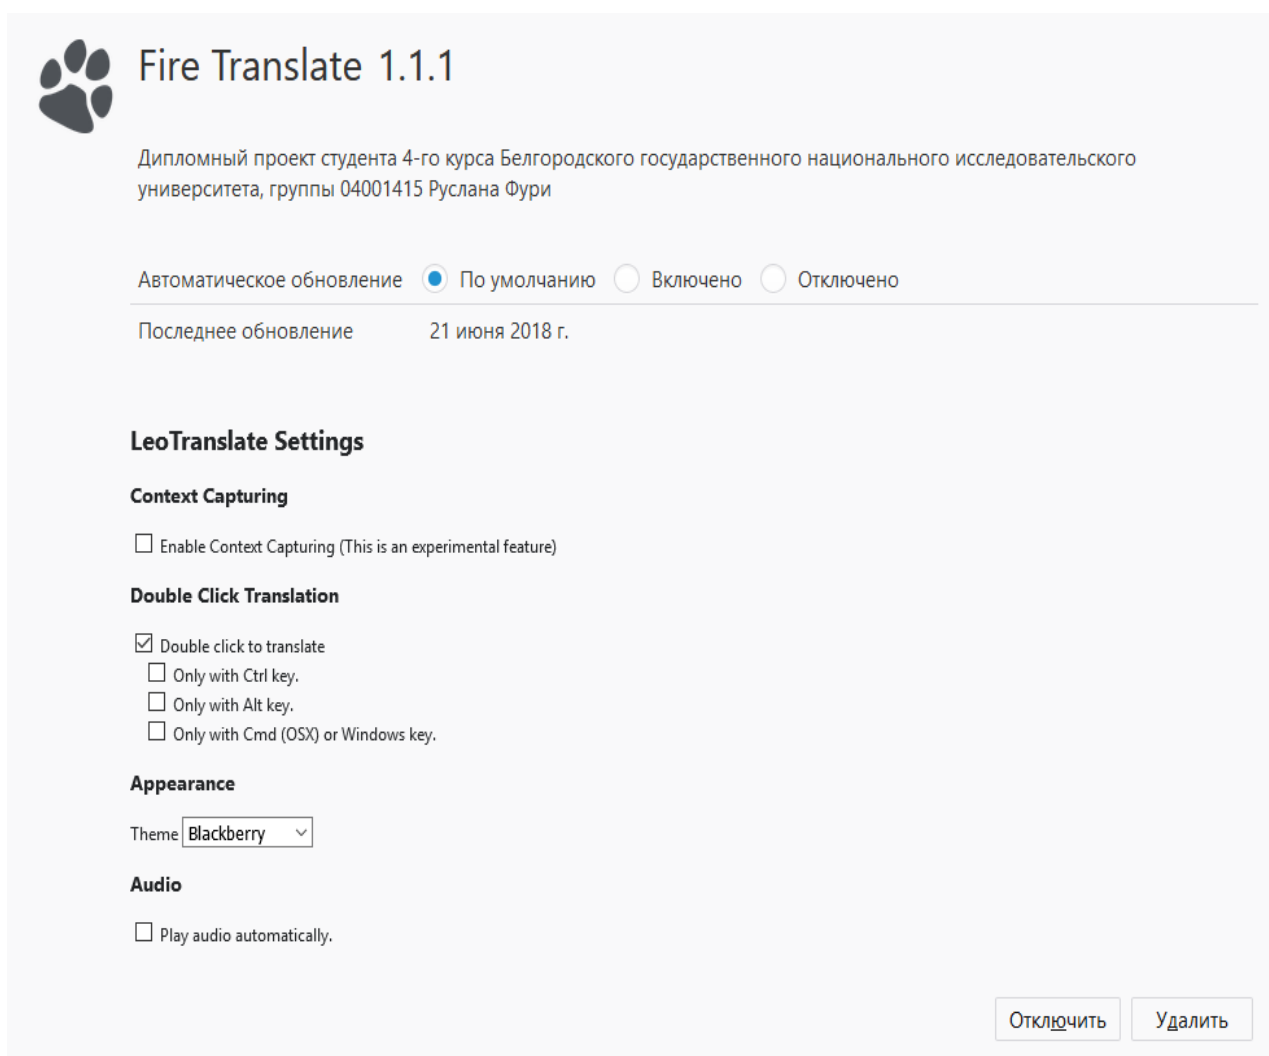 Fire Translate 1.1.1
Дипломный проект студента 4-го курса Белгородского государственного национального исследовательского
университета, группы 04001415 Руслана Фури
Автоматическое обновление По умолчанию Включено Отключено
Последнее обновление 21 июня 2018 г.
LeoTranslate Settings
Context Capturing
Enable Context Capturing (This is an experimental feature)
Double Click Translation
Double click to translate
Only with Ctrl key.
Only with Alt key.
Only with Cmd (OSX) or Windows key.
Appearance
Theme Blackberry
Audio
Play audio automatically.
Отключить Удалить